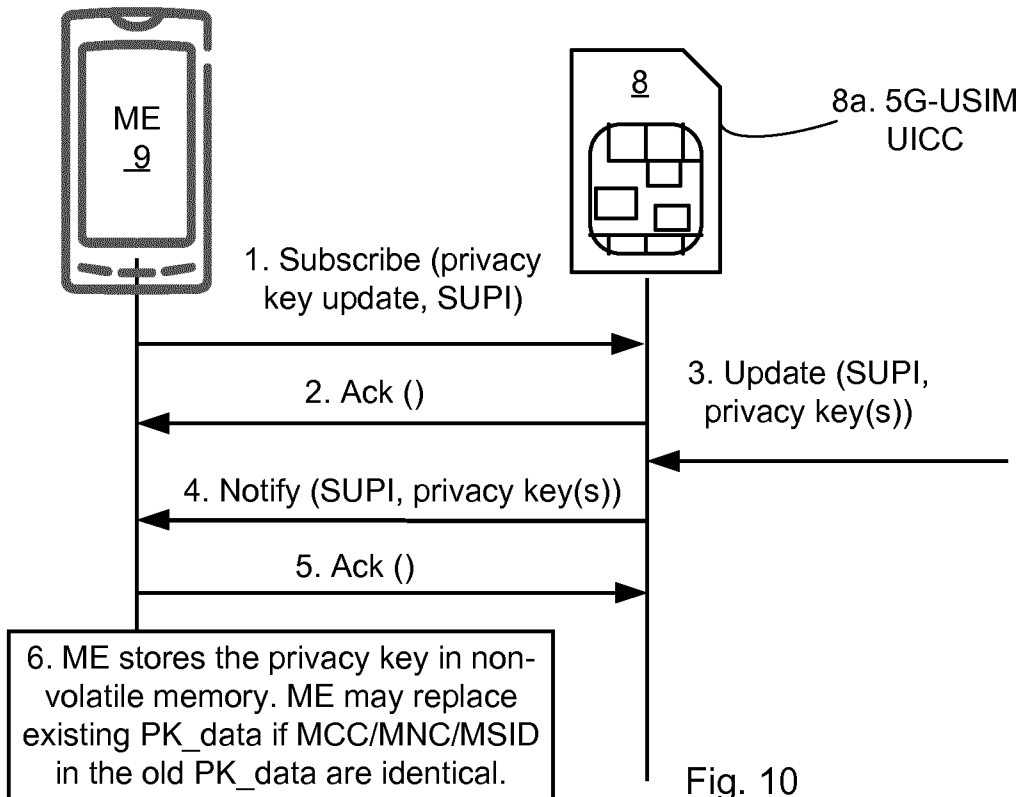 ME
9
8
8a. 5G-USIM
UICC
1. Subscribe (privacy
key update, SUPI)
2. Ack ()
3. Update (SUPI,
privacy key(s))
4. Notify (SUPI, privacy key(s))
5. Ack ()
6. ME stores the privacy key in non-
volatile memory. ME may replace
existing PK_data if MCC/MNC/MSID
in the old PK_data are identical.
Fig. 10